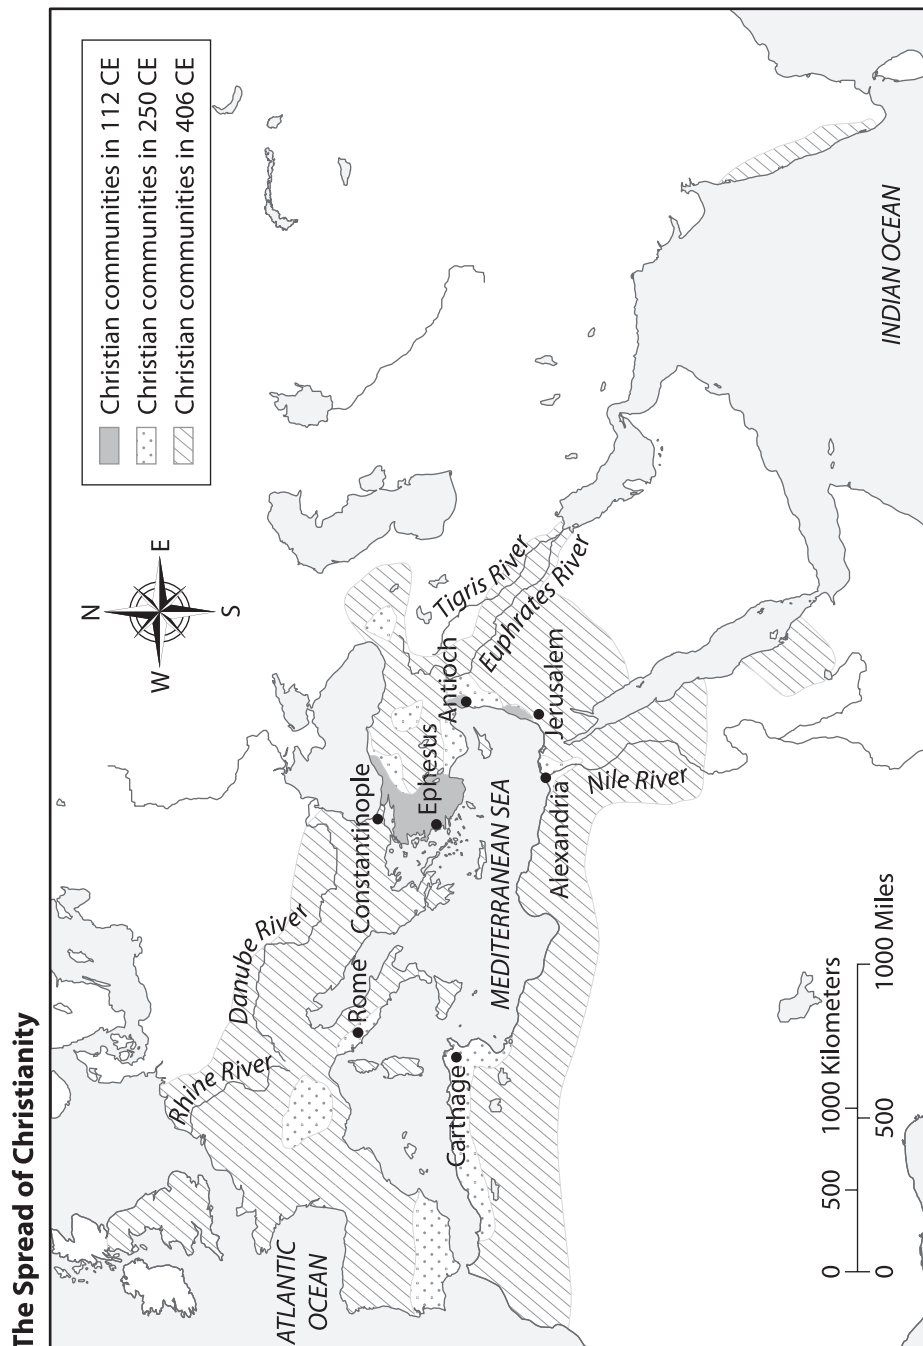 The Spread of Christianity
Christian communities in 112 CE
Christian communities in 250 CE
Christian communities in 406 CE
N
W
E
S
Rhine River
Danube River
ATLANTIC
OCEAN
Rome
Constantinople
Ephesus
Antioch
Tigris River
Euphrates River
Carthage
MEDITERRANEAN SEA
Alexandria
Jerusalem
Nile River
INDIAN OCEAN
0 500 1000 Kilometers
0 500 1000 Miles